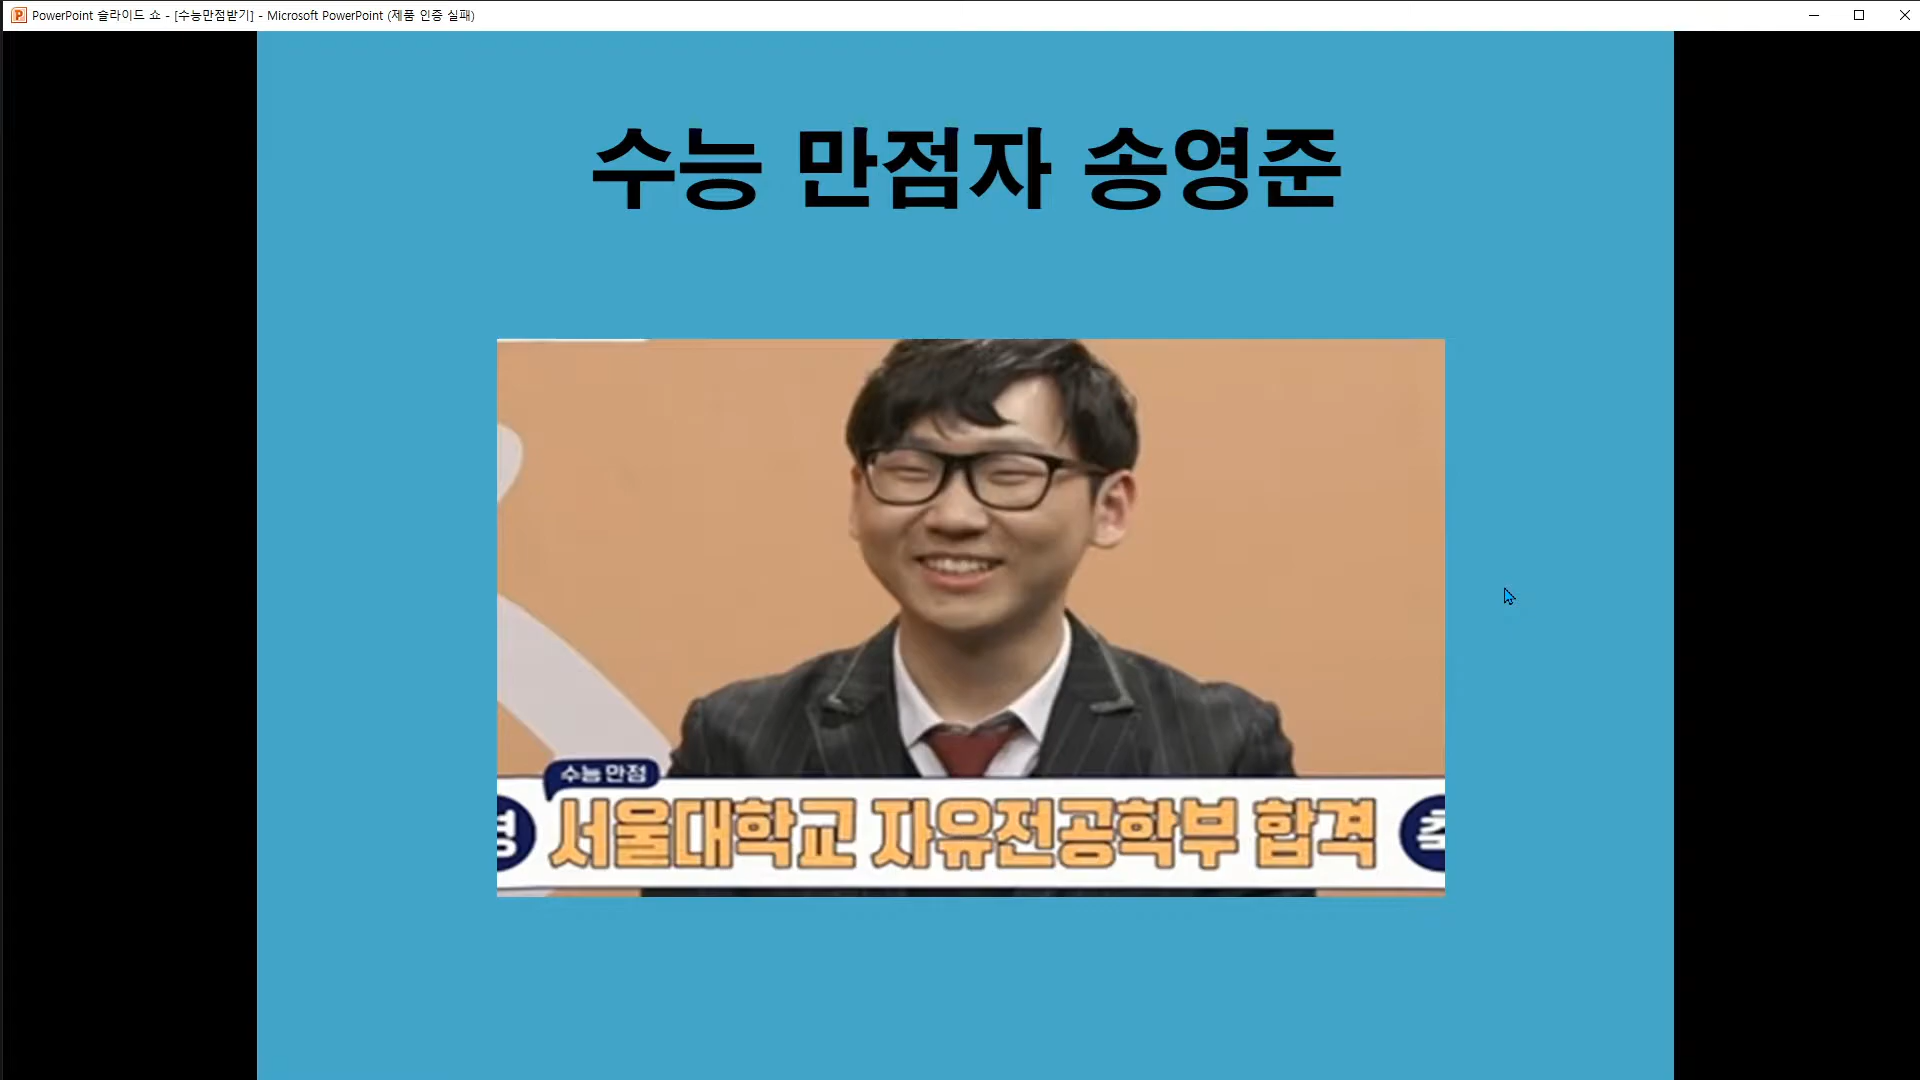 PowerPoint 슬라이드 쇼 - [수능만점받기] - Microsoft PowerPoint (제품 인증 실패)
수능 만점자 송영준
수능 만점
서울대학교 자유전공학부 합격